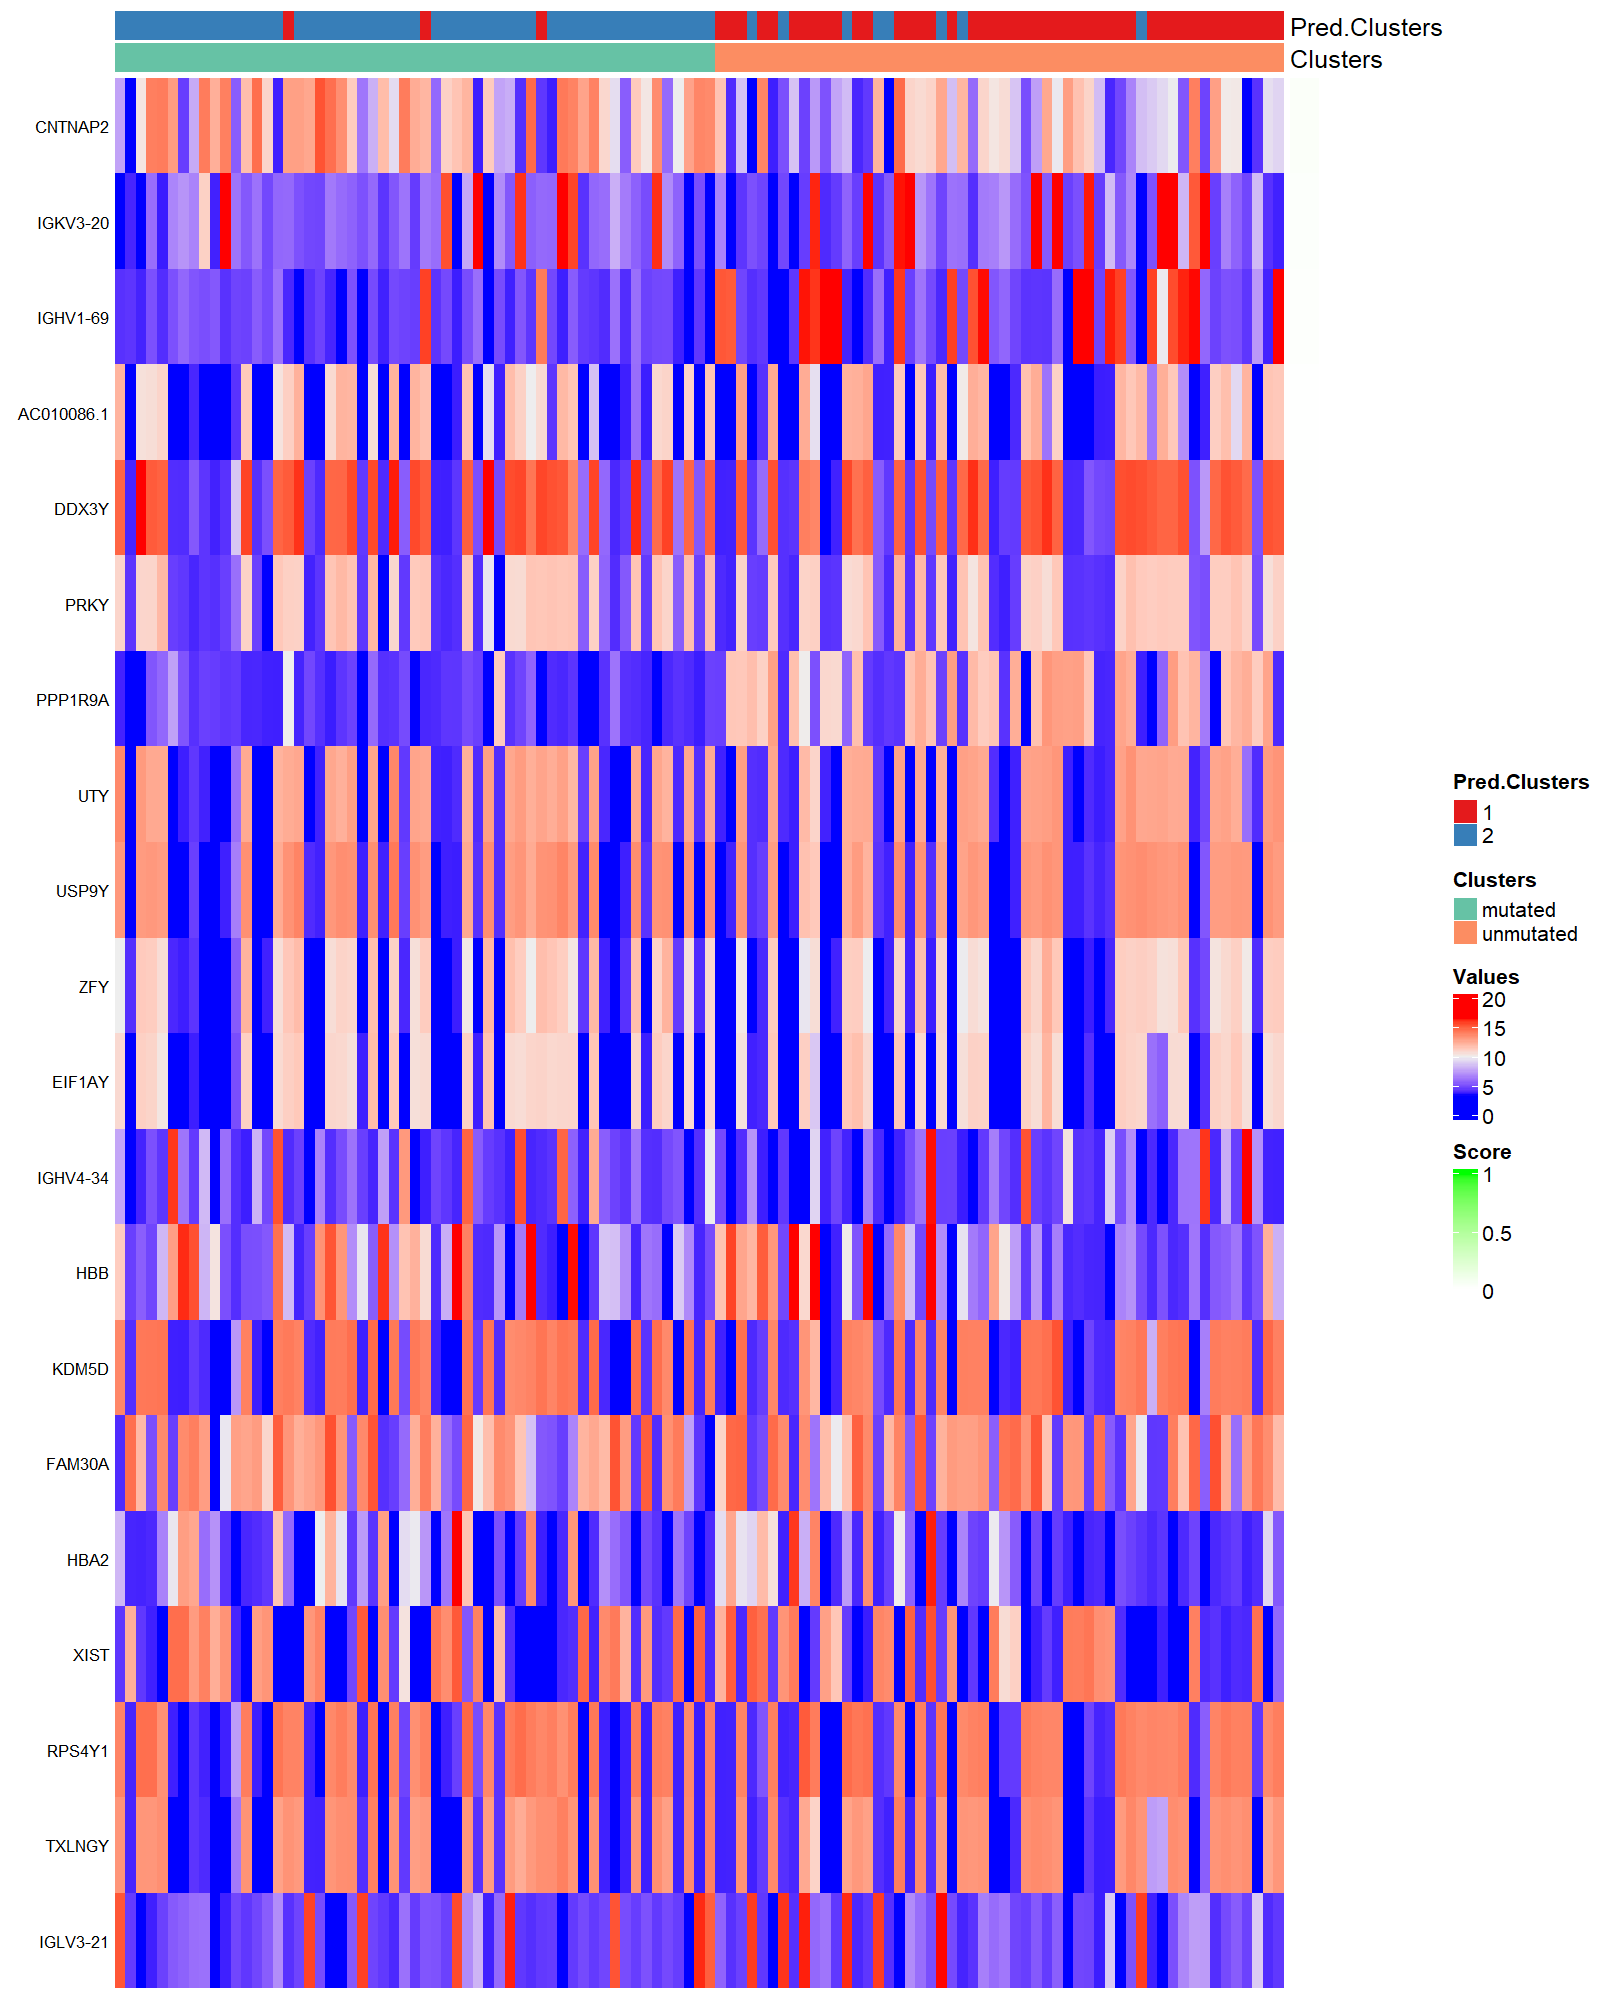 Pred.Clusters
Clusters
CNTNAP2
IGKV3-20
IGHV1-69
AC010086.1
DDX3Y
PRKY
PPP1R9A
UTY
USP9Y
ZFY
EIF1AY
IGHV4-34
HBB
KDM5D
FAM30A
HBA2
XIST
RPS4Y1
TXLNGY
IGLV3-21
Pred.Clusters
1
2
Clusters
mutated
unmutated
Values
20
15
10
5
0
Score
1
0.5
0